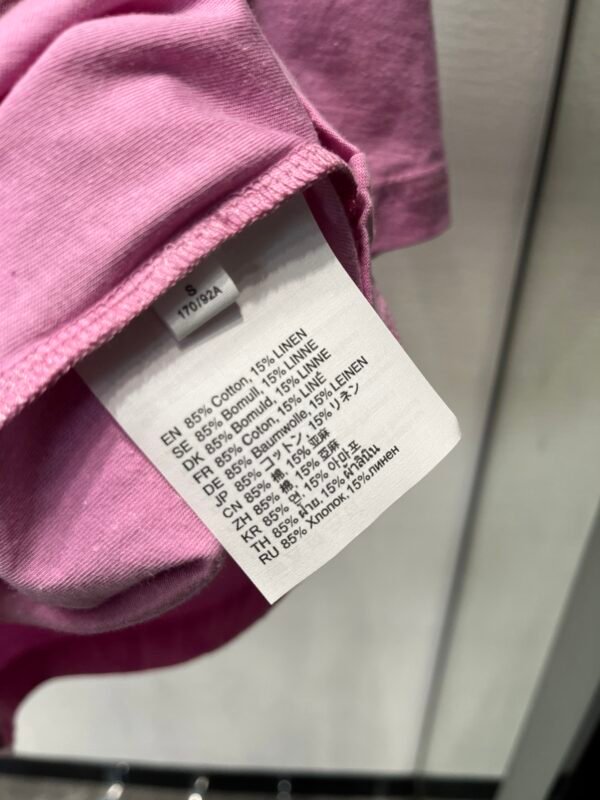 S
170/92A
EN 85% Cotton, 15% LINEN
SE 85% Bomull, 15% LINNE
DK 85% Bomuld, 15% LINNE
FR 85% Coton, 15% LINÉ
DE 85% Baumwolle, 15% LEINEN
JP 85% コットン, 15%リネン
CN 85% 棉, 15% 亚麻
ZH 85% 棉 15% 亞麻
KR 85% 면, 15% 아마포
TH 85% ฝ้าย, 15% ผ้าลินิน
RU 85% Хлопок, 15%линен